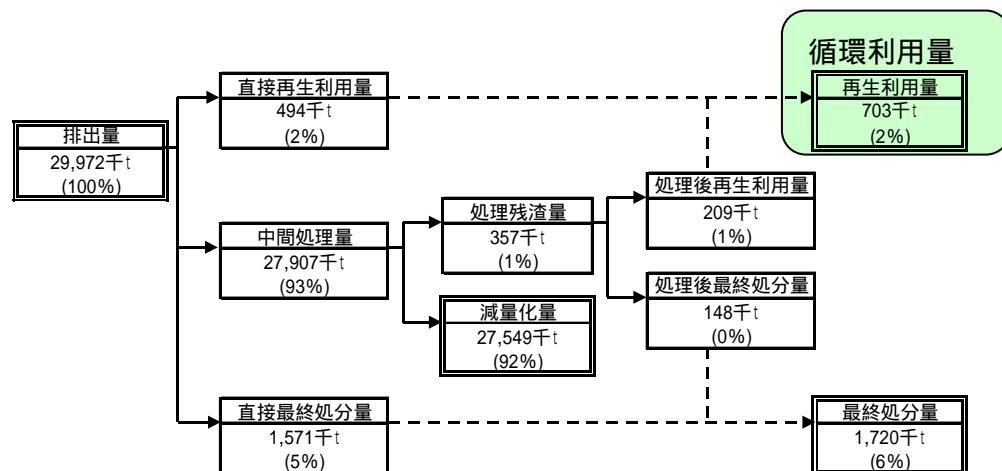 循環利用量
直接再生利用量
494千t
(2%)
再生利用量
703千t
(2%)
排出量
29,972千t
(100%)
処理後再生利用量
209千t
(1%)
処理残渣量
357千t
(1%)
中間処理量
27,907千t
(93%)
処理後最終処分量
148千t
(0%)
減量化量
27,549千t
(92%)
直接最終処分量
1,571千t
(5%)
最終処分量
1,720千t
(6%)